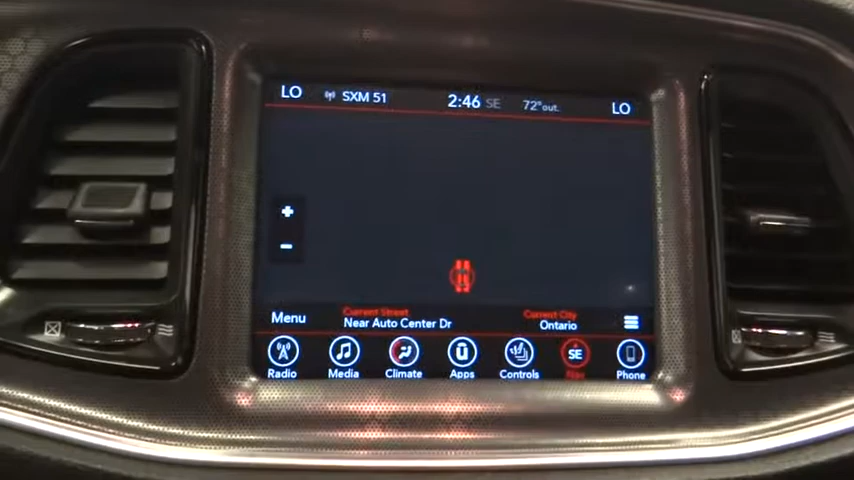 LO SXM 51 2:46 SE 72°out. LO
+
-
Menu Current Street Current City
Near Auto Center Dr Ontario
SE
Radio Media Climate Apps Controls Nav Phone